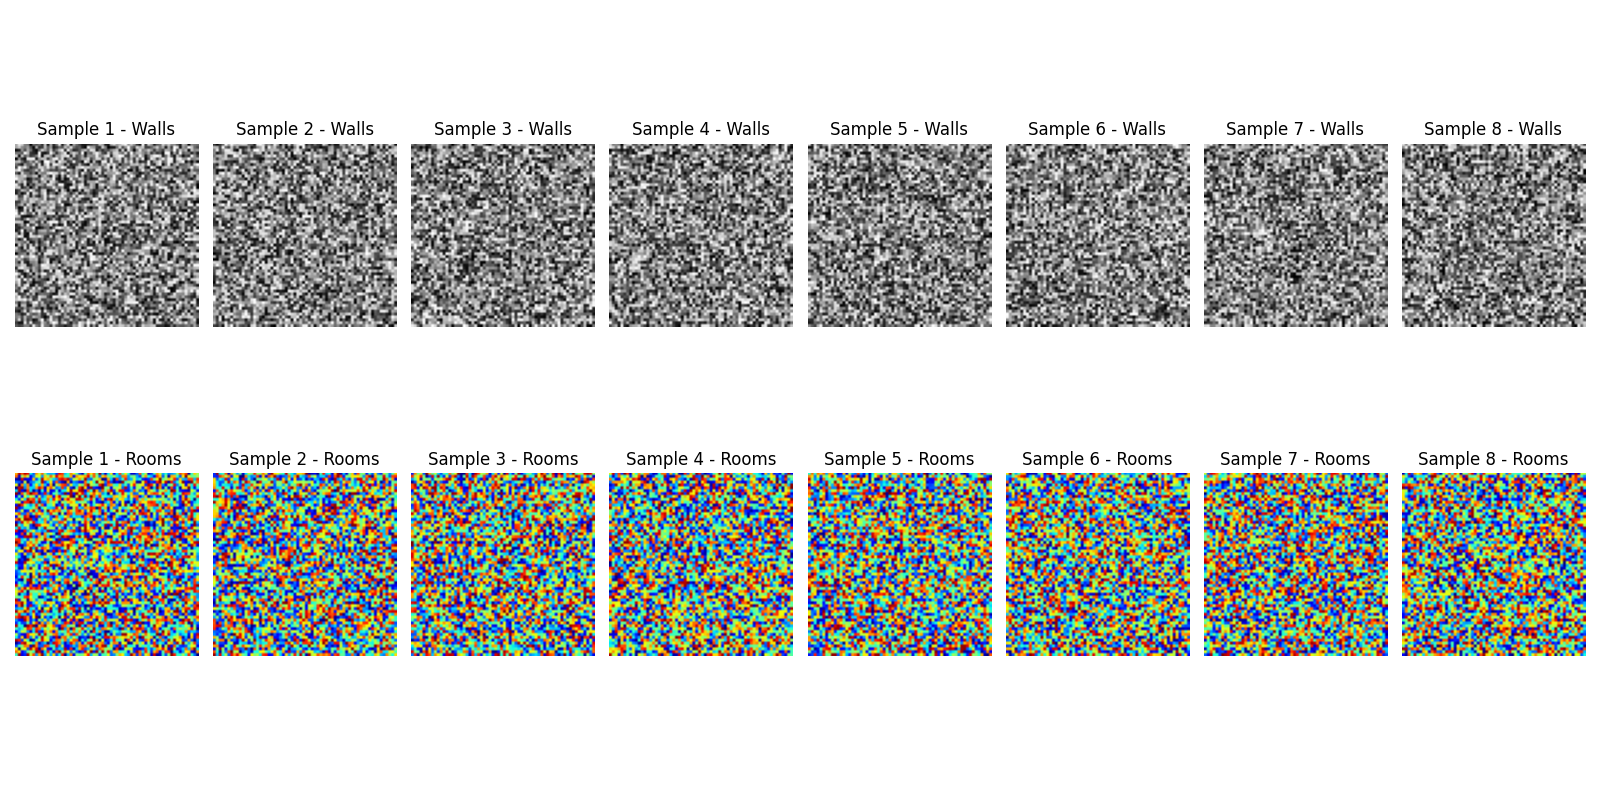 Sample 1 - Walls
Sample 2 - Walls
Sample 3 - Walls
Sample 4 - Walls
Sample 5 - Walls
Sample 6 - Walls
Sample 7 - Walls
Sample 8 - Walls
Sample 1 - Rooms
Sample 2 - Rooms
Sample 3 - Rooms
Sample 4 - Rooms
Sample 5 - Rooms
Sample 6 - Rooms
Sample 7 - Rooms
Sample 8 - Rooms